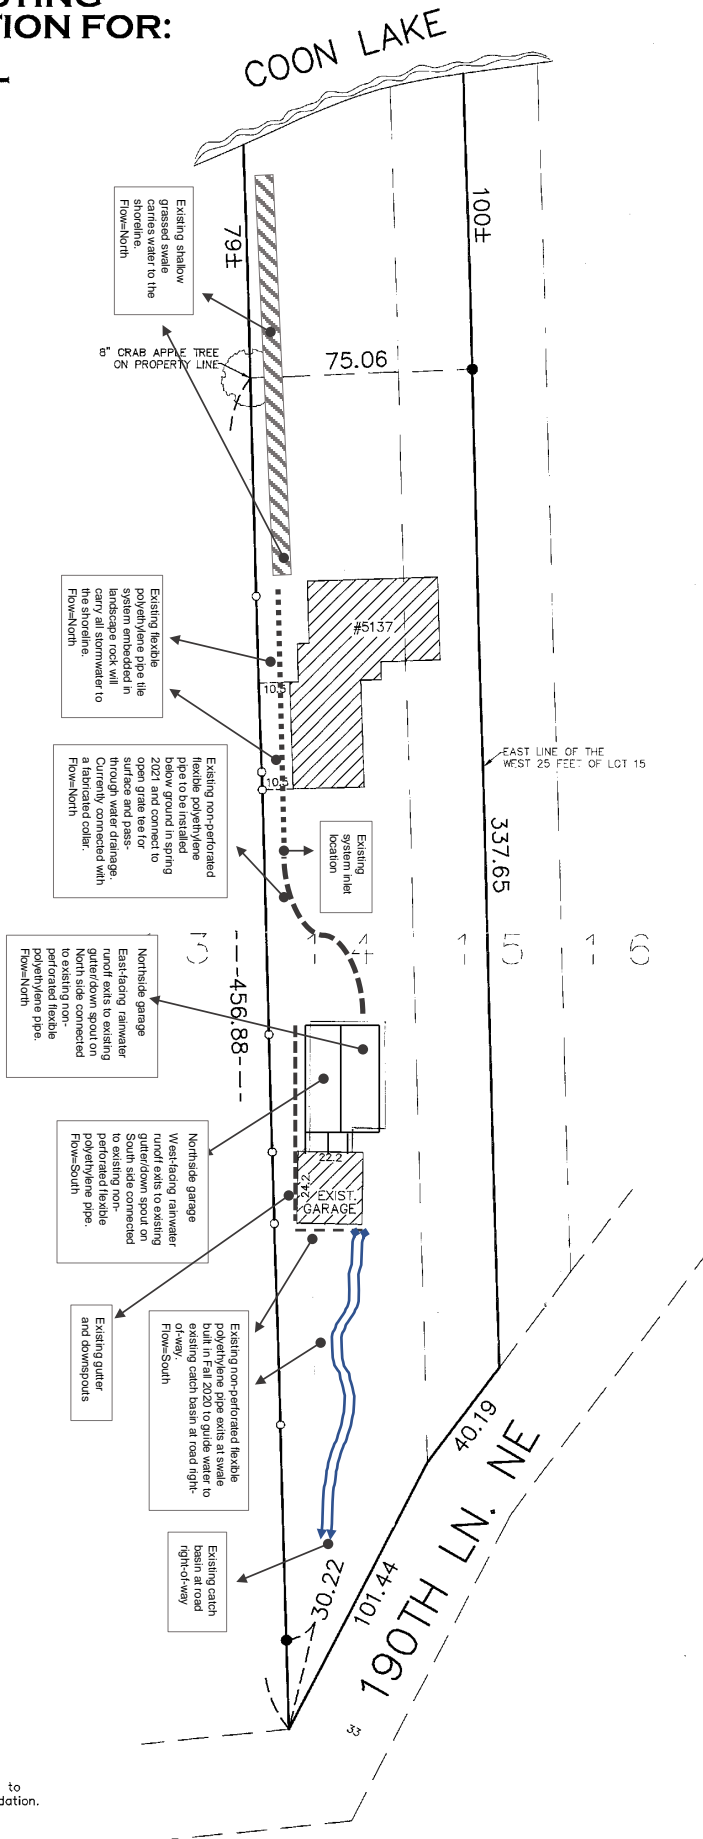 TION FOR:
COON LAKE
100±
79±
Existing shallow
grassed swale
carries water to the
shoreline.
Flow=North
8" CRAB APPLE TREE
ON PROPERTY LINE
75.06
#5137
10.5
10.5
Existing flexible
polyethylene pipe tile
system embedded in
landscape rock will
carry all stormwater to
the shoreline.
Flow=North
EAST LINE OF THE
WEST 25 FEET OF LOT 15
Existing non-perforated
flexible polyethylene
pipe to be installed
below ground in spring
2021 and connect to
open grate tee for
surface and pass-
through water drainage.
Currently connected with
a fabricated collar.
Flow=North
Existing
system inlet
location
337.65
1 4
1 5
1 6
---456.88---
Northside garage
East-facing rainwater
runoff exits to existing
gutter/down spout on
North side connected
to existing non-
perforated flexible
polyethylene pipe.
Flow=North
Northside garage
West-facing rainwater
runoff exits to existing
gutter/down spout on
South side connected
to existing non-
perforated flexible
polyethylene pipe.
Flow=South
22.2
24.2
EXIST.
GARAGE
Existing gutter
and downspouts
Existing non-perforated flexible
polyethylene pipe exits at swale
built in Fall 2020 to guide water to
existing catch basin at road right-
of-way.
Flow=South
Existing catch
basin at road
right-of-way
40.19
30.22
101.44
190TH LN. NE
33
to
dation.